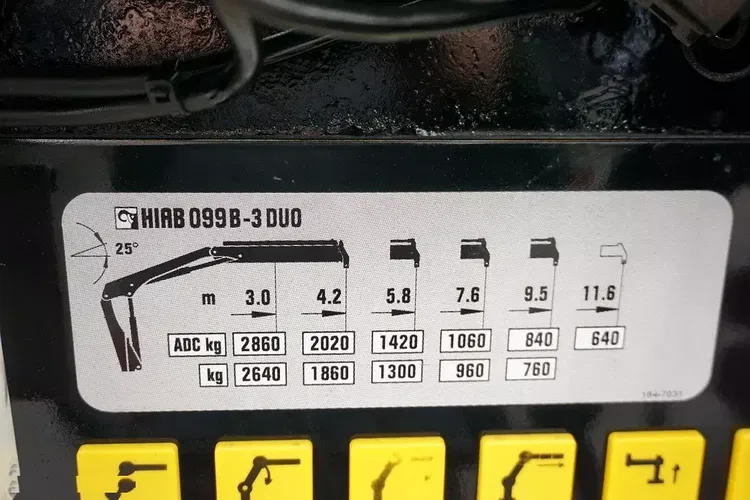 HIAB 099 B-3 DUO
25°
m 3.0 4.2 5.8 7.6 9.5 11.6
ADC kg 2860 2020 1420 1060 840 640
kg 2640 1860 1300 960 760